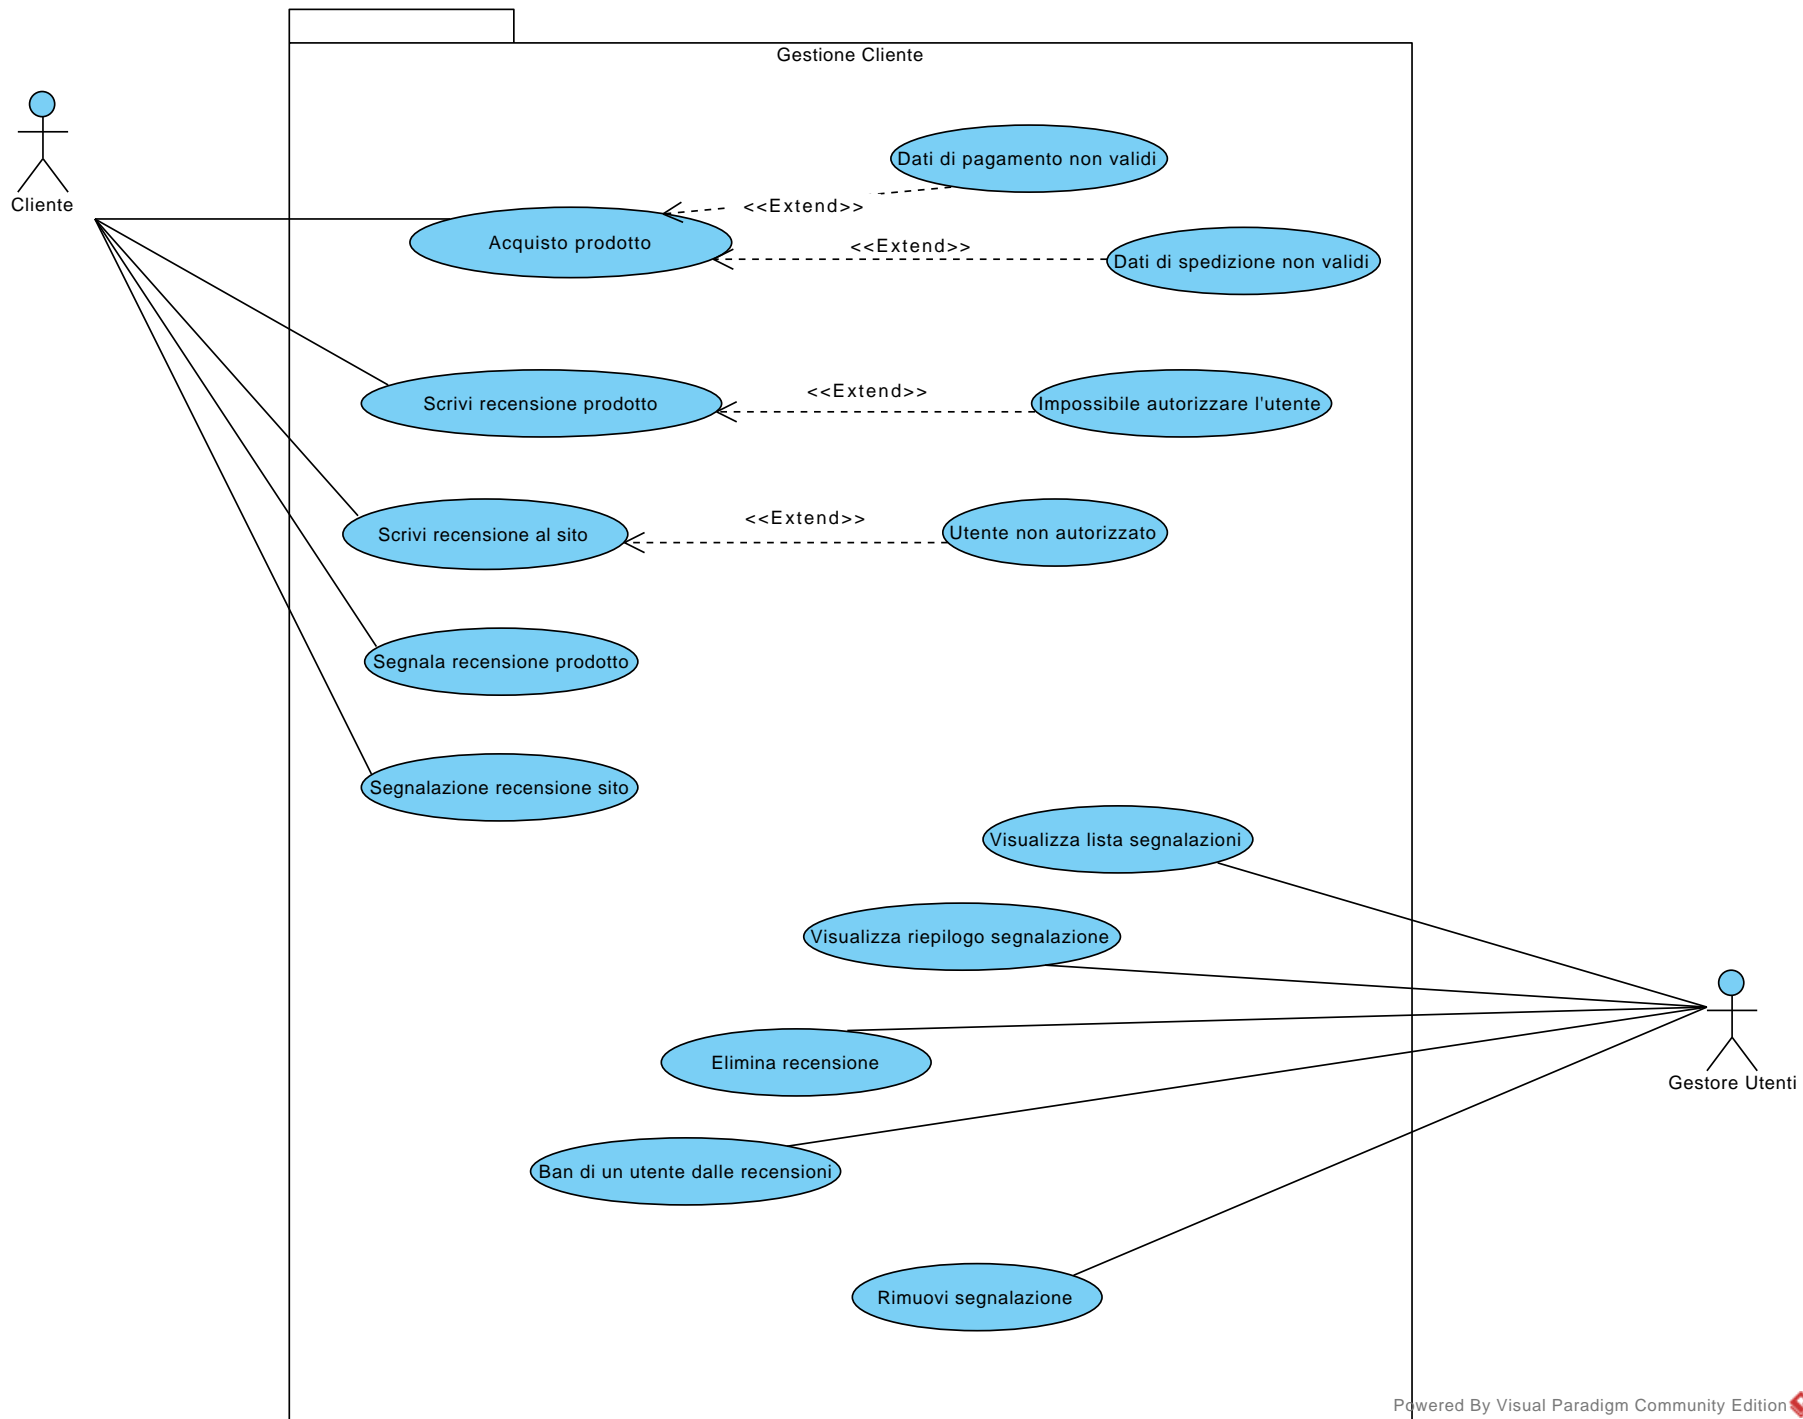 Gestione Cliente
Cliente
Dati di pagamento non validi
<<Extend>>
Acquisto prodotto
<<Extend>>
Dati di spedizione non validi
Scrivi recensione prodotto
<<Extend>>
Impossibile autorizzare l'utente
Scrivi recensione al sito
<<Extend>>
Utente non autorizzato
Segnala recensione prodotto
Segnalazione recensione sito
Visualizza lista segnalazioni
Visualizza riepilogo segnalazione
Elimina recensione
Gestore Utenti
Ban di un utente dalle recensioni
Rimuovi segnalazione
Powered By Visual Paradigm Community Edition